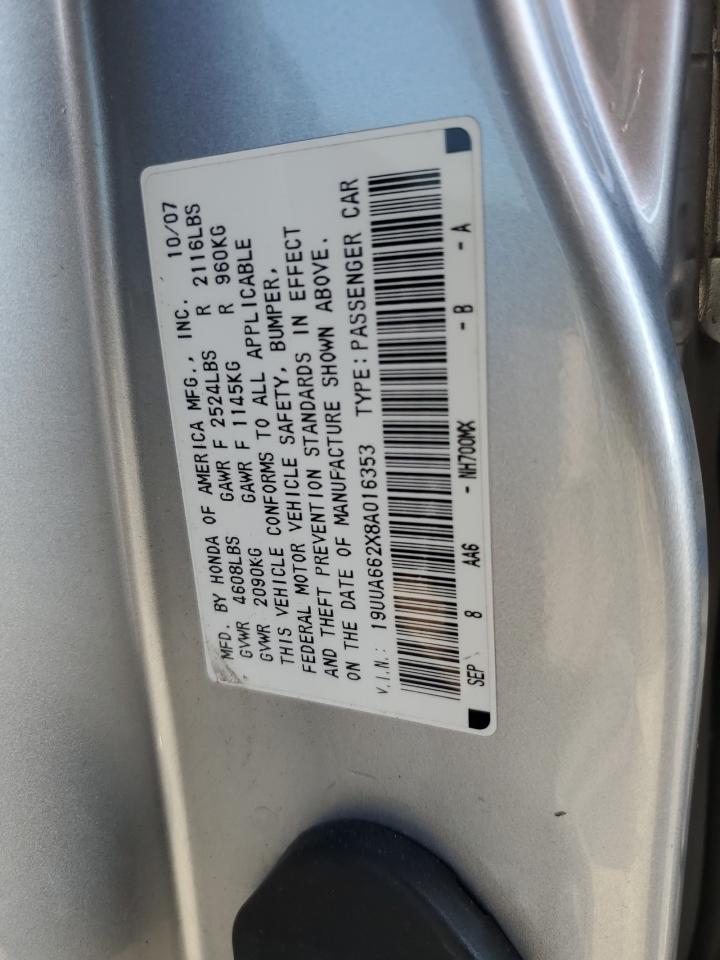 MFD. BY HONDA OF AMERICA MFG., INC. 10/07
GVWR 4608LBS GAWR F 2524LBS R 2116LBS
GVWR 2090KG GAWR F 1145KG R 960KG
THIS VEHICLE CONFORMS TO ALL APPLICABLE
FEDERAL MOTOR VEHICLE SAFETY, BUMPER,
AND THEFT PREVENTION STANDARDS IN EFFECT
ON THE DATE OF MANUFACTURE SHOWN ABOVE.
V.I.N.: 19UUA662X8A016353 TYPE:PASSENGER CAR
SEP 8 AA6 - NH700MX - B - A